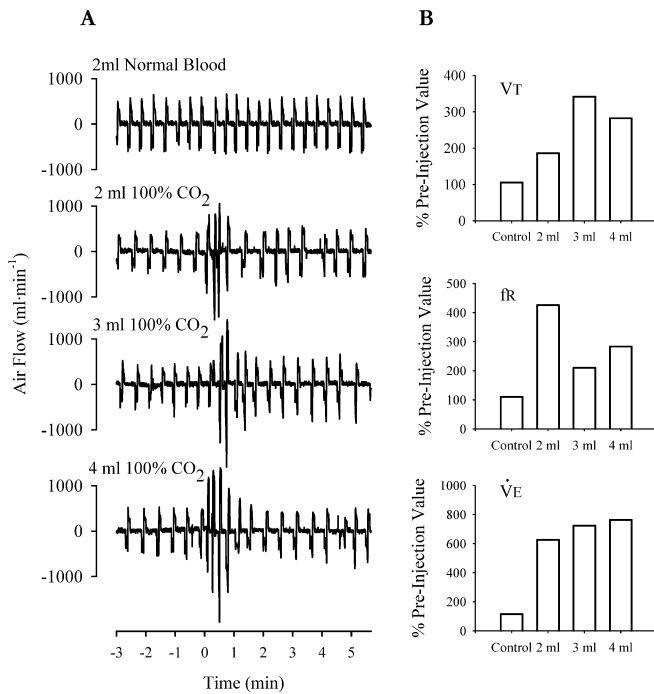 A
2ml Normal Blood
1000
0
-1000
2 ml 100% CO2
1000
0
-1000
3 ml 100% CO2
1000
0
-1000
4 ml 100% CO2
1000
0
-1000
Air Flow (ml·min-1)
-3 -2 -1 0 1 2 3 4 5
Time (min)
B
VT
400
300
200
100
0
% Pre-Injection Value
Control 2 ml 3 ml 4 ml
fR
500
400
300
200
100
0
% Pre-Injection Value
Control 2 ml 3 ml 4 ml
V̇E
800
600
400
200
0
% Pre-Injection Value
Control 2 ml 3 ml 4 ml